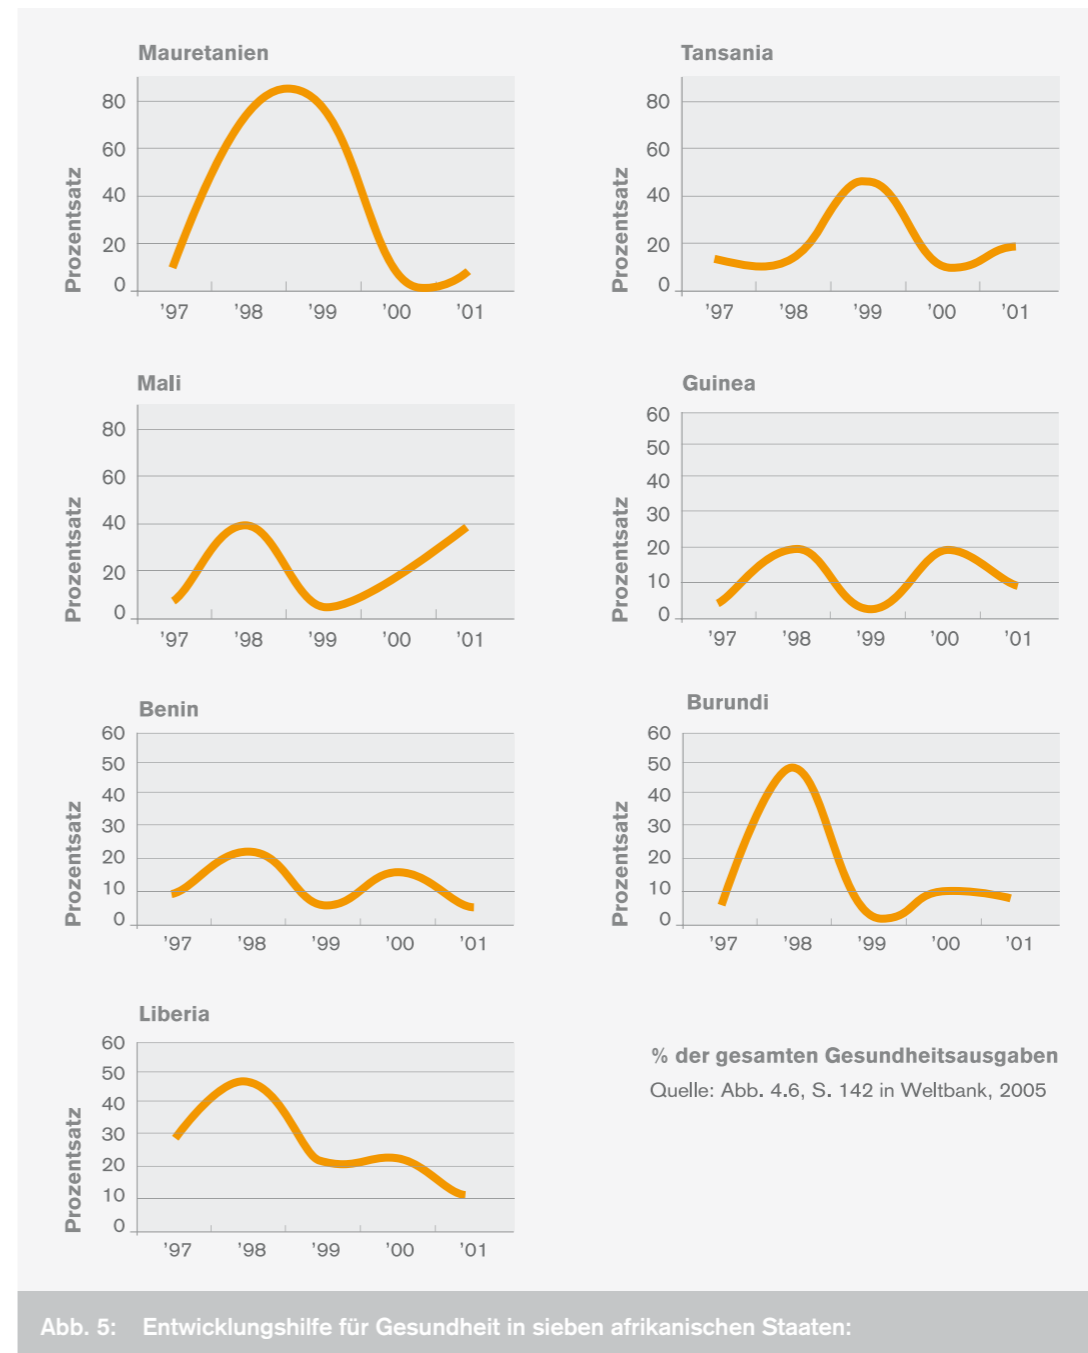 Mauretanien
Prozentsatz
80
60
40
20
0
'97 '98 '99 '00 '01
Tansania
Prozentsatz
80
60
40
20
0
'97 '98 '99 '00 '01
Mali
Prozentsatz
80
60
40
20
0
'97 '98 '99 '00 '01
Guinea
Prozentsatz
60
50
40
30
20
10
0
'97 '98 '99 '00 '01
Benin
Prozentsatz
60
50
40
30
20
10
0
'97 '98 '99 '00 '01
Burundi
Prozentsatz
60
50
40
30
20
10
0
'97 '98 '99 '00 '01
Liberia
Prozentsatz
60
50
40
30
20
10
0
'97 '98 '99 '00 '01
% der gesamten Gesundheitsausgaben
Quelle: Abb. 4.6, S. 142 in Weltbank, 2005
Abb. 5: Entwicklungshilfe für Gesundheit in sieben afrikanischen Staaten: